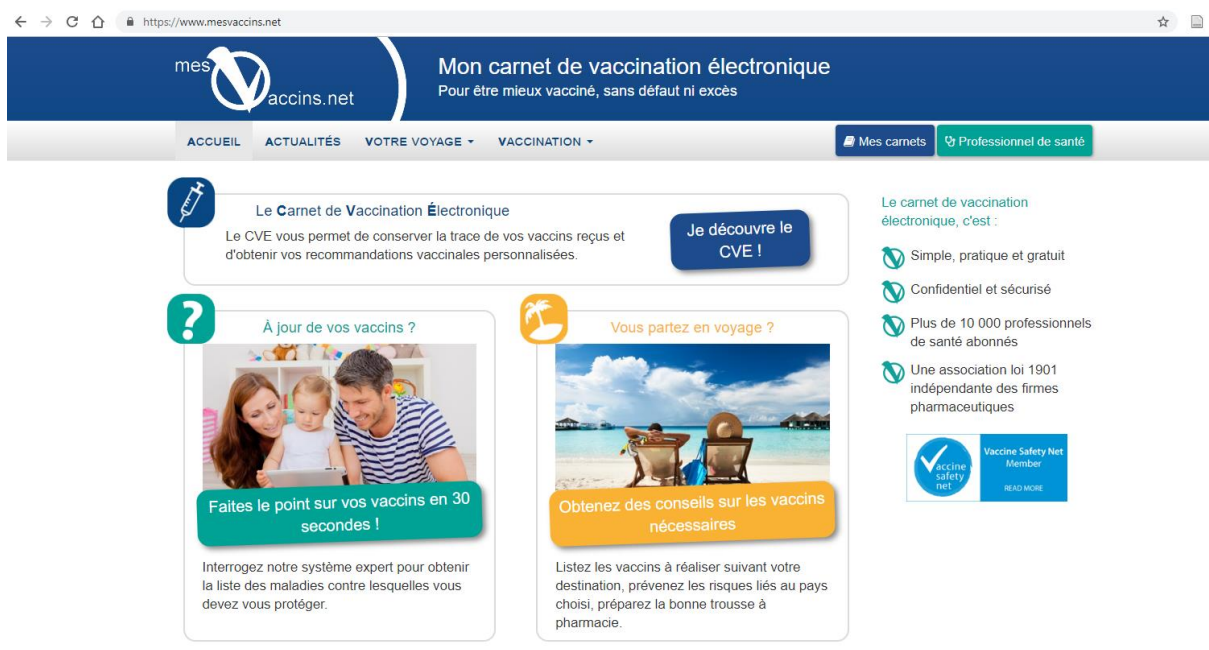 https://www.mesvaccins.net
mes Vaccins.net
Mon carnet de vaccination électronique
Pour être mieux vacciné, sans défaut ni excès
ACCUEIL ACTUALITÉS VOTRE VOYAGE VACCINATION Mes carnets Professionnel de santé
Le Carnet de Vaccination Électronique
Le CVE vous permet de conserver la trace de vos vaccins reçus et
d'obtenir vos recommandations vaccinales personnalisées.
Je découvre le
CVE !
À jour de vos vaccins ?
Faites le point sur vos vaccins en 30
secondes !
Interrogez notre système expert pour obtenir
la liste des maladies contre lesquelles vous
devez vous protéger.
Vous partez en voyage ?
Obtenez des conseils sur les vaccins
nécessaires
Listez les vaccins à réaliser suivant votre
destination, prévenez les risques liés au pays
choisi, préparez la bonne trousse à
pharmacie.
Le carnet de vaccination
électronique, c'est :
Simple, pratique et gratuit
Confidentiel et sécurisé
Plus de 10 000 professionnels
de santé abonnés
Une association loi 1901
indépendante des firmes
pharmaceutiques
Vaccine
safety
net
Vaccine Safety Net
Member
READ MORE